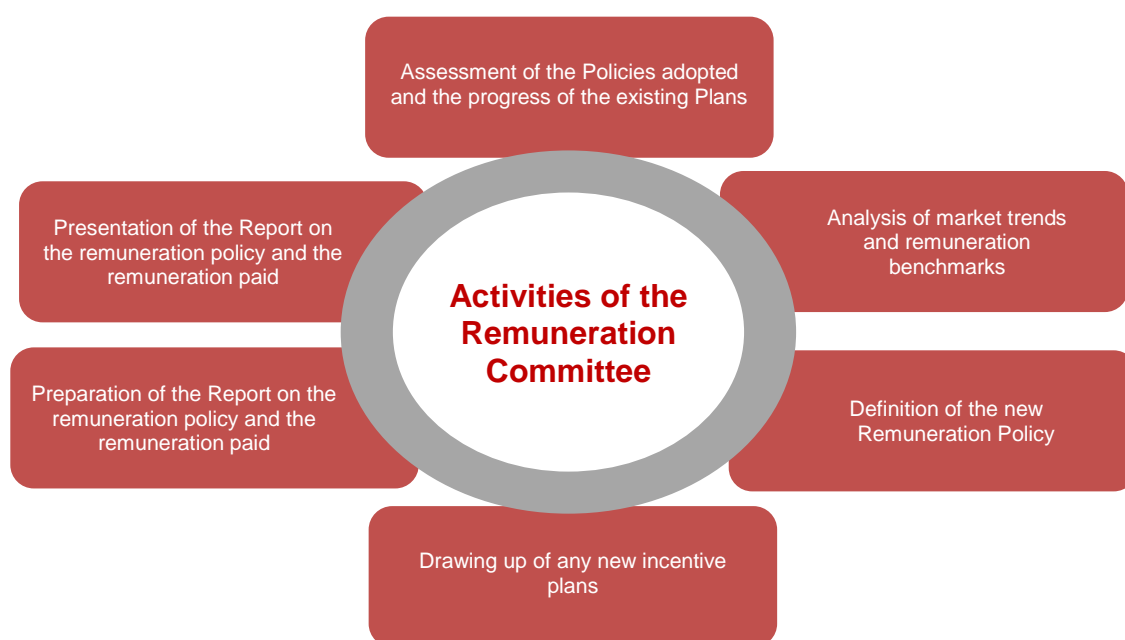 Assessment of the Policies adopted
and the progress of the existing Plans
Analysis of market trends
and remuneration
benchmarks
Definition of the new
Remuneration Policy
Drawing up of any new incentive
plans
Preparation of the Report on the
remuneration policy and the
remuneration paid
Presentation of the Report on
the remuneration policy and the
remuneration paid
Activities of the
Remuneration
Committee